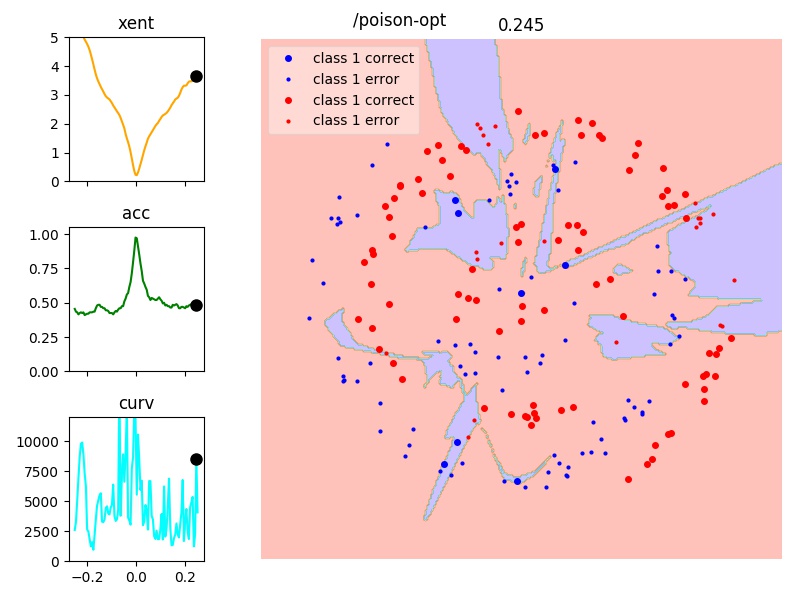 /poison-opt 0.245
class 1 correct
class 1 error
class 1 correct
class 1 error
xent
5
4
3
2
1
0
acc
1.00
0.75
0.50
0.25
0.00
curv
10000
7500
5000
2500
0
−0.2 0.0 0.2